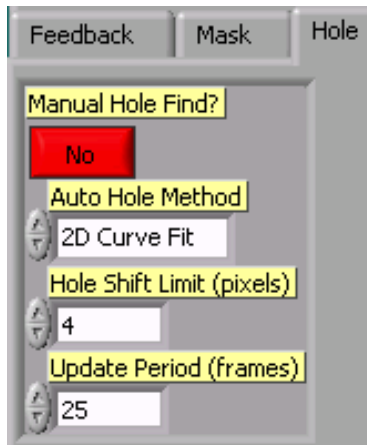 Feedback Mask Hole
Manual Hole Find?
No
Auto Hole Method
2D Curve Fit
Hole Shift Limit (pixels)
4
Update Period (frames)
25